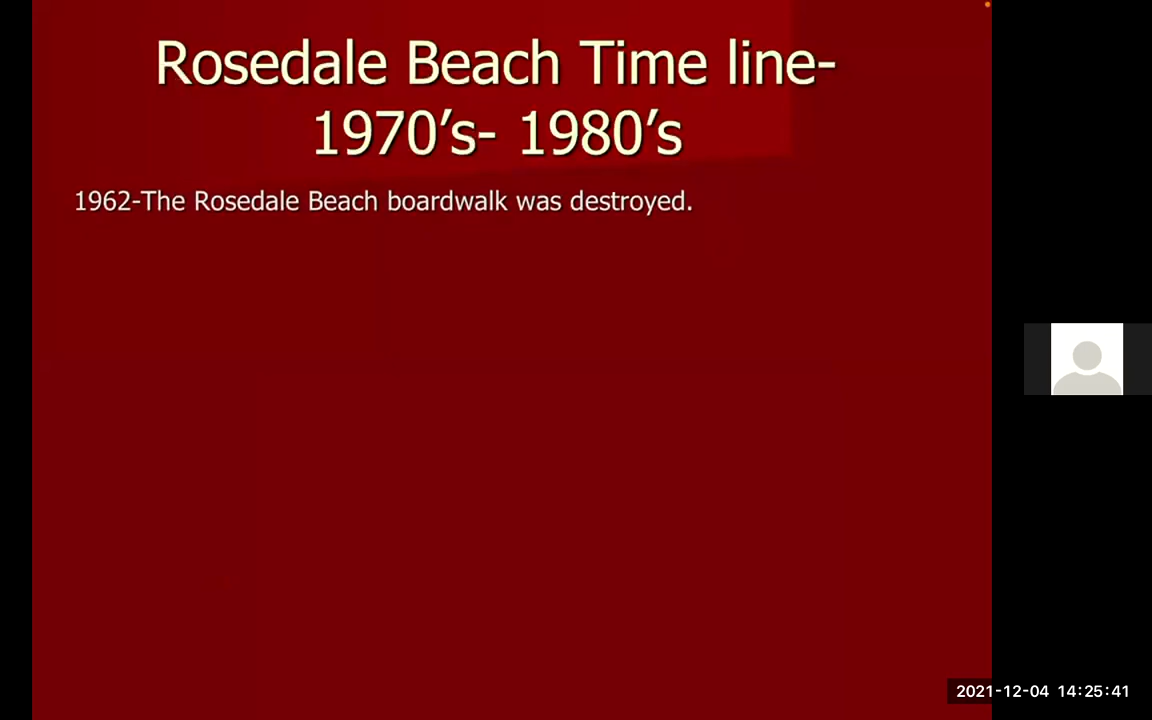 Rosedale Beach Time line-
1970’s- 1980’s
1962-The Rosedale Beach boardwalk was destroyed.
2021-12-04 14:25:41